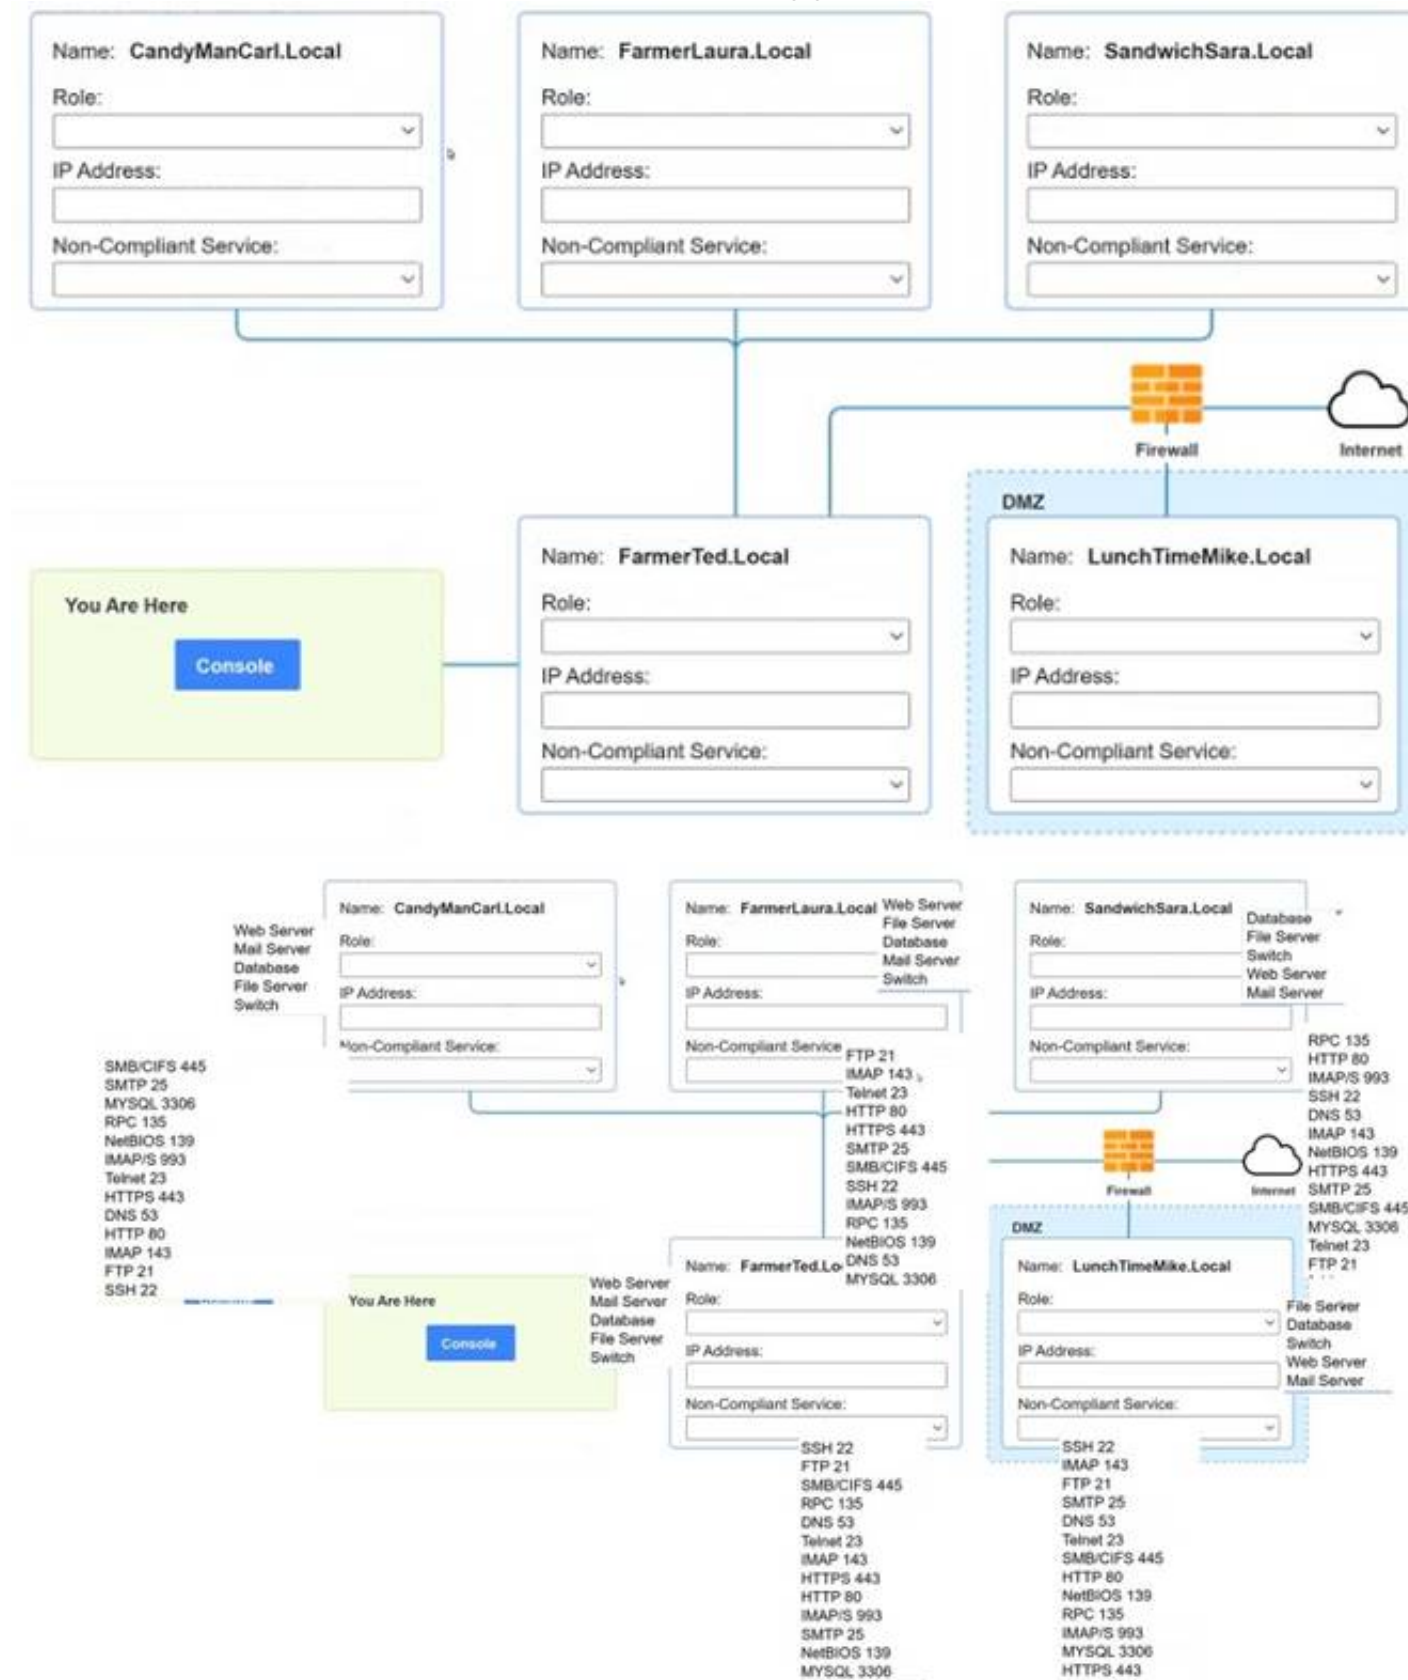 Name: CandyManCarl.Local
Role:
IP Address:
Non-Compliant Service:
Name: FarmerLaura.Local
Role:
IP Address:
Non-Compliant Service:
Name: SandwichSara.Local
Role:
IP Address:
Non-Compliant Service:
Firewall
Internet
You Are Here
Console
Name: FarmerTed.Local
Role:
IP Address:
Non-Compliant Service:
DMZ
Name: LunchTimeMike.Local
Role:
IP Address:
Non-Compliant Service:
Web Server
Mail Server
Database
File Server
Switch
Name: CandyManCarl.Local
Role:
IP Address:
Non-Compliant Service:
SMB/CIFS 445
SMTP 25
MYSQL 3306
RPC 135
NetBIOS 139
IMAP/S 993
Telnet 23
HTTPS 443
DNS 53
HTTP 80
IMAP 143
FTP 21
SSH 22
Name: FarmerLaura.Local
Role:
IP Address:
Non-Compliant Service
Web Server
File Server
Database
Mail Server
Switch
FTP 21
IMAP 143
Telnet 23
HTTP 80
HTTPS 443
SMTP 25
SMB/CIFS 445
SSH 22
IMAP/S 993
RPC 135
NetBIOS 139
DNS 53
MYSQL 3306
Name: SandwichSara.Local
Role:
IP Address:
Non-Compliant Service:
Database
File Server
Switch
Web Server
Mail Server
RPC 135
HTTP 80
IMAP/S 993
SSH 22
DNS 53
IMAP 143
NetBIOS 139
HTTPS 443
SMTP 25
SMB/CIFS 445
MYSQL 3306
Telnet 23
FTP 21
Firewall
Internet
You Are Here
Console
Web Server
Mail Server
Database
File Server
Switch
Name: FarmerTed.Lo
Role:
IP Address:
Non-Compliant Service:
SSH 22
FTP 21
SMB/CIFS 445
RPC 135
DNS 53
Telnet 23
IMAP 143
HTTPS 443
HTTP 80
IMAP/S 993
SMTP 25
NetBIOS 139
MYSQL 3306
DMZ
Name: LunchTimeMike.Local
Role:
IP Address:
Non-Compliant Service:
File Server
Database
Switch
Web Server
Mail Server
SSH 22
IMAP 143
FTP 21
SMTP 25
DNS 53
Telnet 23
SMB/CIFS 445
HTTP 80
NetBIOS 139
RPC 135
IMAP/S 993
MYSQL 3306
HTTPS 443